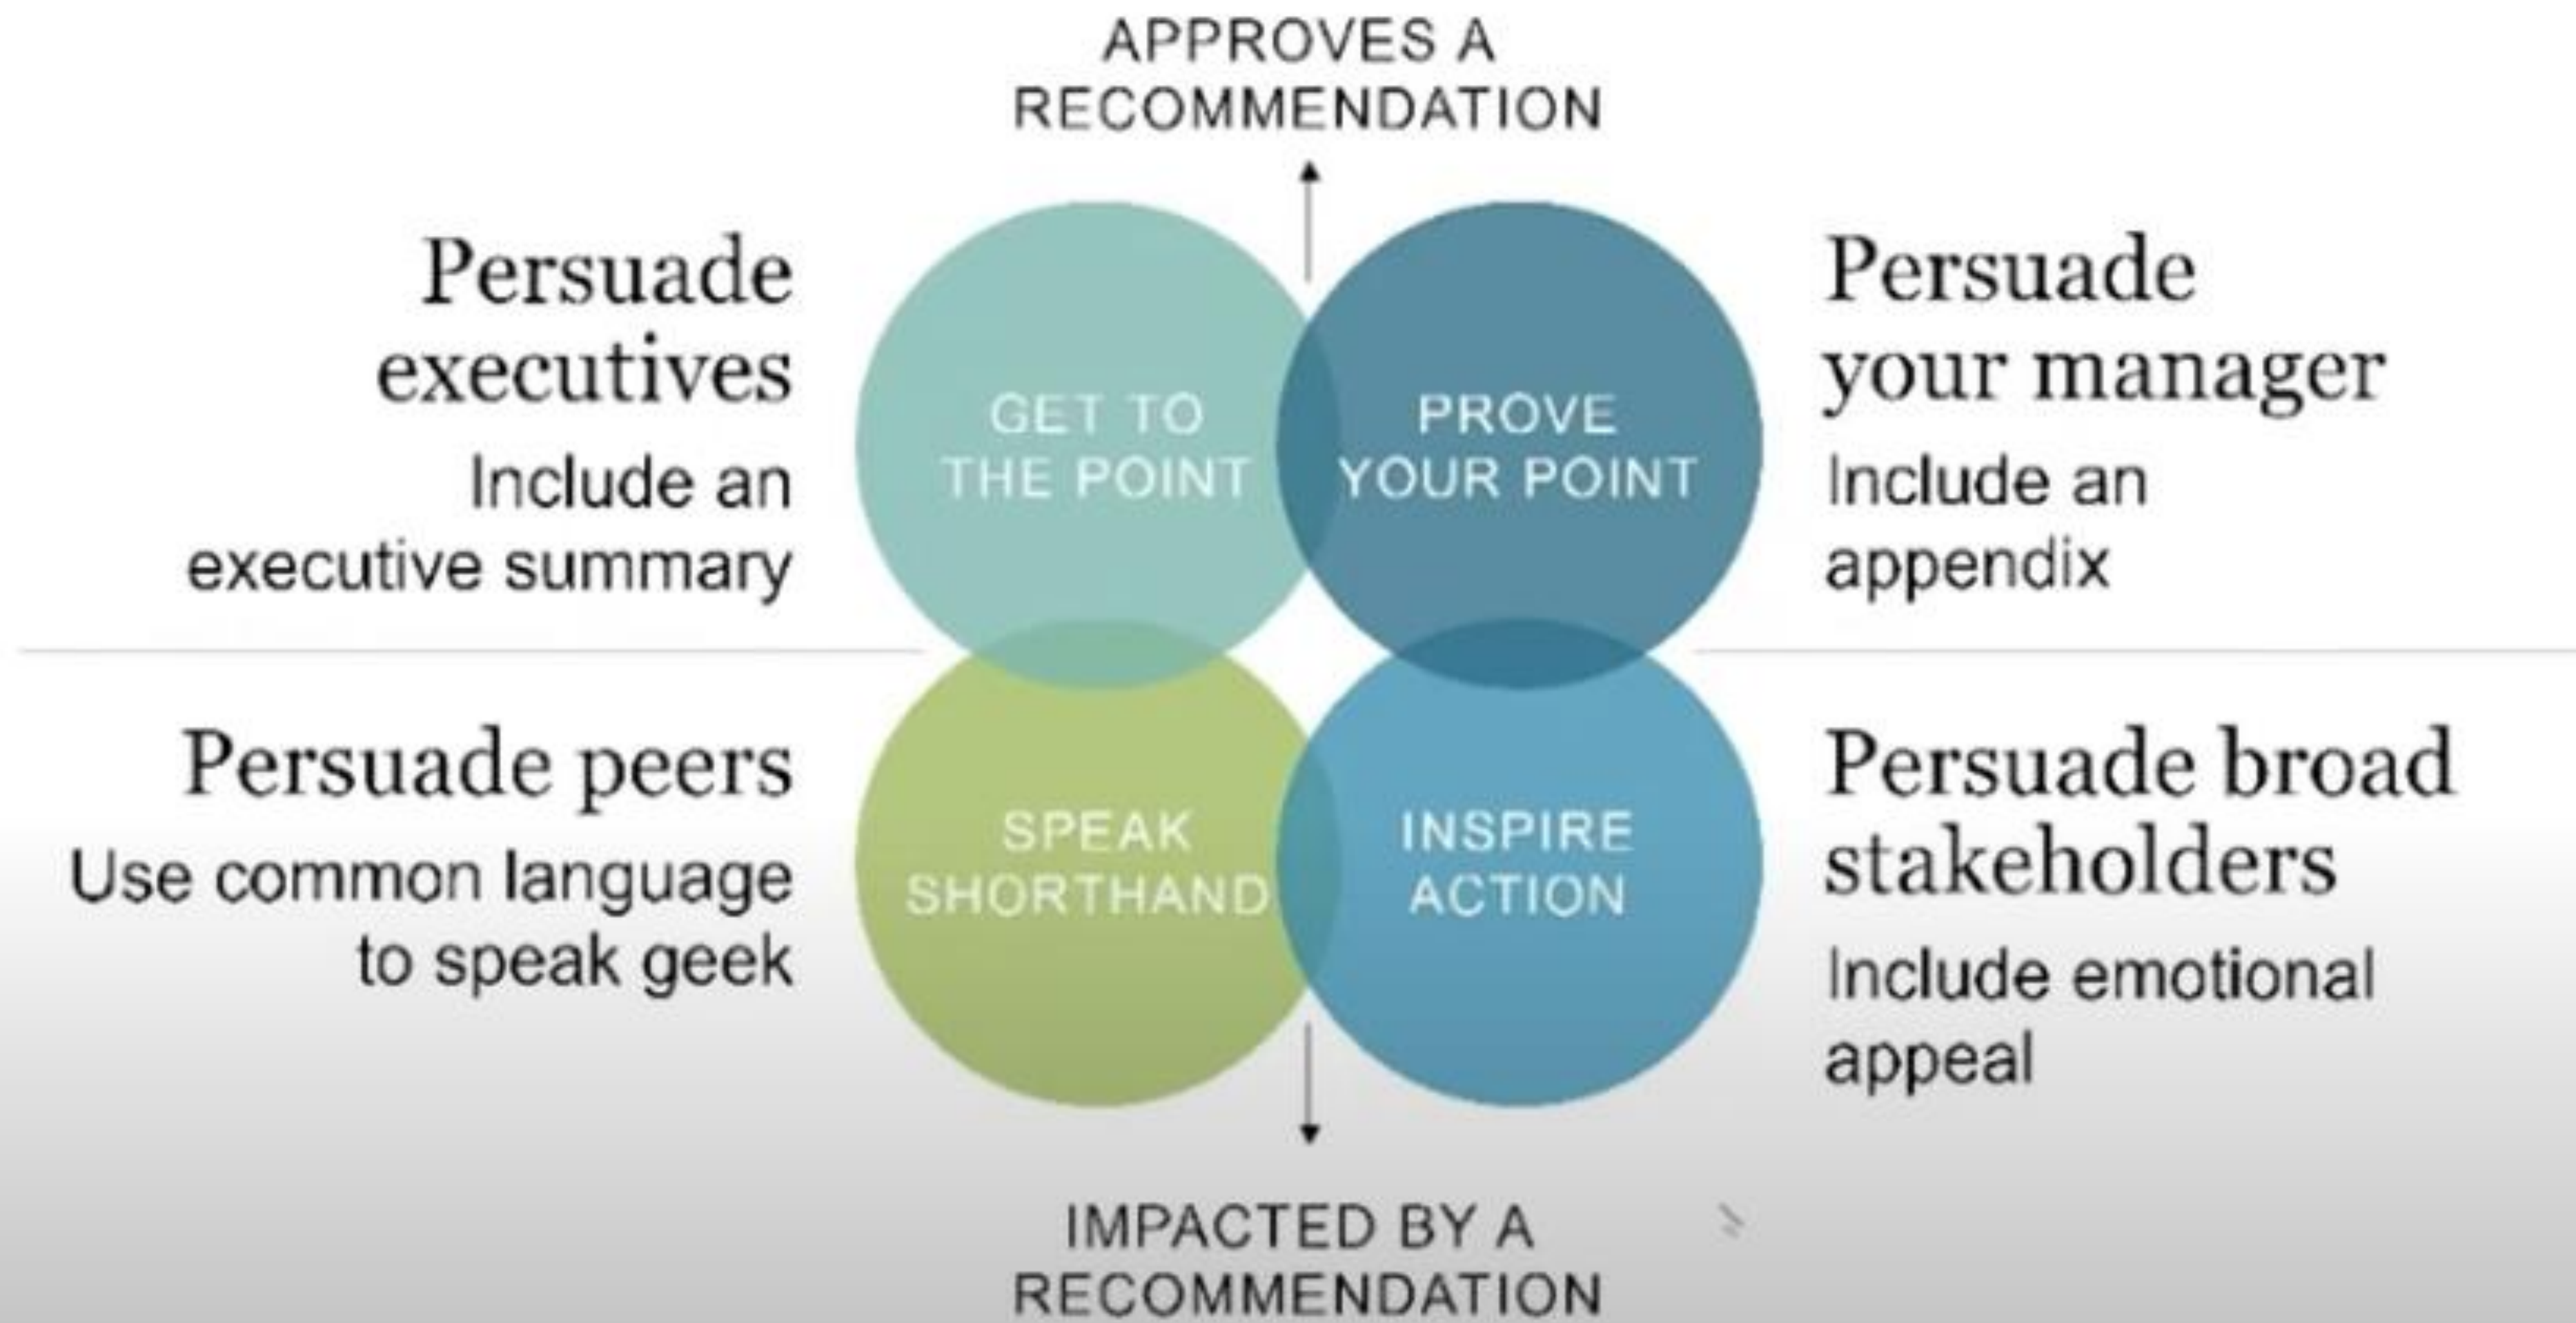 APPROVES A
RECOMMENDATION
Persuade
executives
Include an
executive summary
GET TO
THE POINT
PROVE
YOUR POINT
Persuade
your manager
Include an
appendix
Persuade peers
Use common language
to speak geek
SPEAK
SHORTHAND
INSPIRE
ACTION
Persuade broad
stakeholders
Include emotional
appeal
IMPACTED BY A
RECOMMENDATION